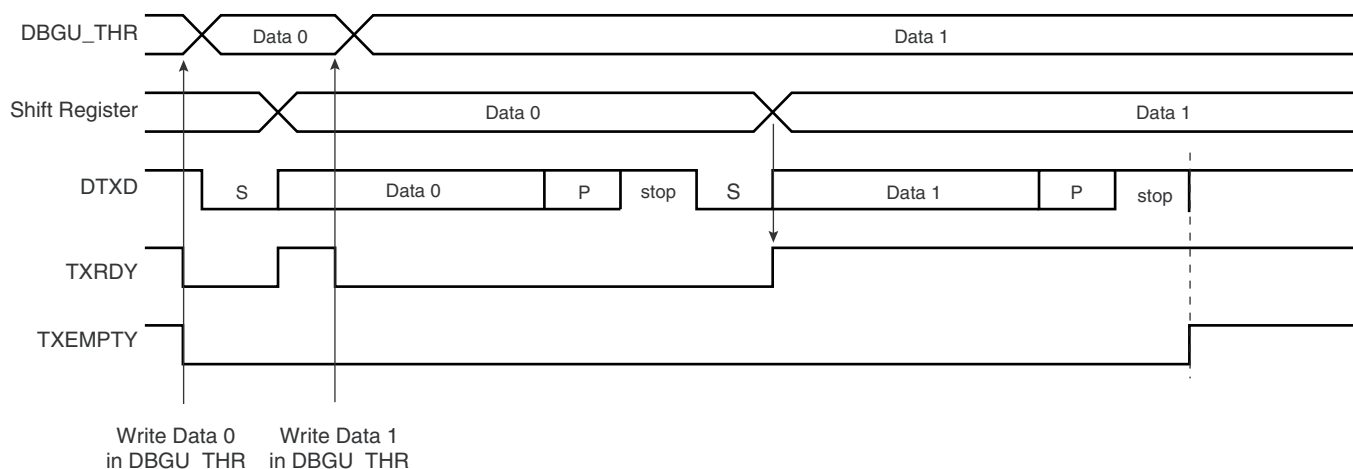 DBGU_THR Data 0 Data 1
Shift Register Data 0 Data 1
DTXD S Data 0 P stop S Data 1 P stop
TXRDY
TXEMPTY
Write Data 0 Write Data 1
in DBGU_THR in DBGU_THR